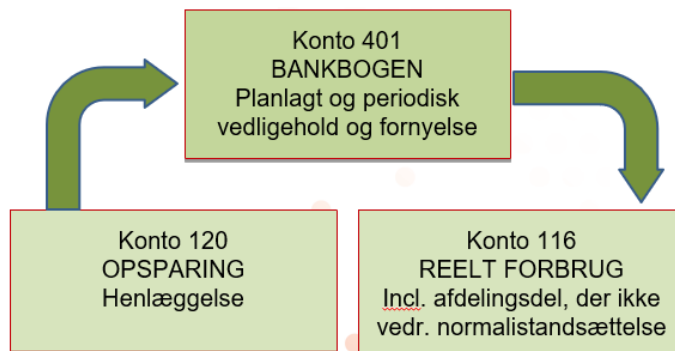 Konto 401
BANKBOGEN
Planlagt og periodisk
vedligehold og fornyelse
Konto 120
OPSPARING
Henlæggelse
Konto 116
REELT FORBRUG
Incl. afdelingsdel, der ikke
vedr. normalistandsættelse